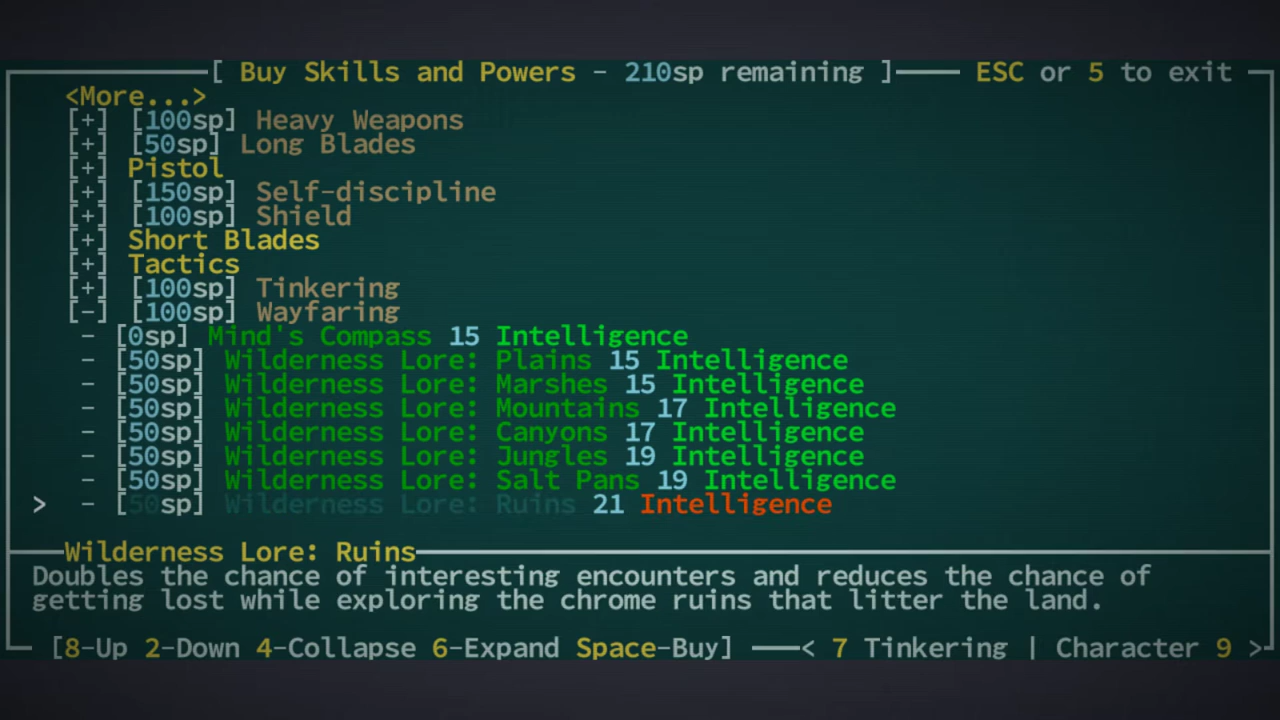 [ Buy Skills and Powers - 210sp remaining ] ESC or 5 to exit
<More...>
[+] [100sp] Heavy Weapons
[+] [50sp] Long Blades
[+] Pistol
[+] [150sp] Self-discipline
[+] [100sp] Shield
[+] Short Blades
[+] Tactics
[+] [100sp] Tinkering
[-] [100sp] Wayfaring
- [0sp] Mind's Compass 15 Intelligence
- [50sp] Wilderness Lore: Plains 15 Intelligence
- [50sp] Wilderness Lore: Marshes 15 Intelligence
- [50sp] Wilderness Lore: Mountains 17 Intelligence
- [50sp] Wilderness Lore: Canyons 17 Intelligence
- [50sp] Wilderness Lore: Jungles 19 Intelligence
- [50sp] Wilderness Lore: Salt Pans 19 Intelligence
> - [50sp] Wilderness Lore: Ruins 21 Intelligence
Wilderness Lore: Ruins
Doubles the chance of interesting encounters and reduces the chance of
getting lost while exploring the chrome ruins that litter the land.
[8-Up 2-Down 4-Collapse 6-Expand Space-Buy] < 7 Tinkering | Character 9 >